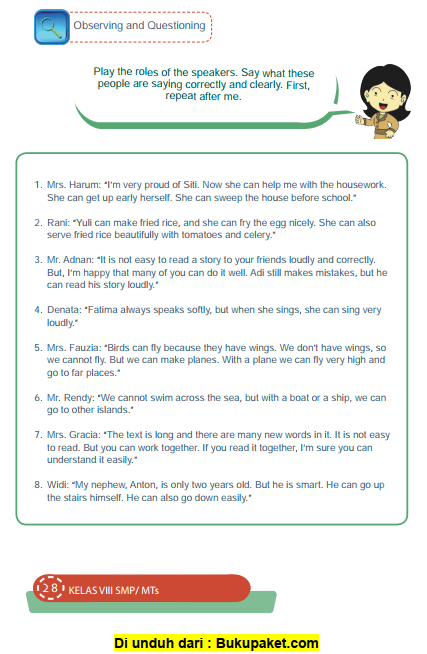 Observing and Questioning
Play the roles of the speakers. Say what these
people are saying correctly and clearly. First,
repeat after me.
1. Mrs. Harum: “I’m very proud of Siti. Now she can help me with the housework.
She can get up early herself. She can sweep the house before school.”
2. Rani: “Yuli can make fried rice, and she can fry the egg nicely. She can also
serve fried rice beautifully with tomatoes and celery.”
3. Mr. Adnan: “It is not easy to read a story to your friends loudly and correctly.
But, I’m happy that many of you can do it well. Adi still makes mistakes, but he
can read his story loudly.”
4. Denata: “Fatima always speaks softly, but when she sings, she can sing very
loudly.”
5. Mrs. Fauzia: “Birds can fly because they have wings. We don’t have wings, so
we cannot fly. But we can make planes. With a plane we can fly very high and
go to far places.”
6. Mr. Rendy: “We cannot swim across the sea, but with a boat or a ship, we can
go to other islands.”
7. Mrs. Gracia: “The text is long and there are many new words in it. It is not easy
to read. But you can work together. If you read it together, I’m sure you can
understand it easily.”
8. Widi: “My nephew, Anton, is only two years old. But he is smart. He can go up
the stairs himself. He can also go down easily.”
28 KELAS VIII SMP/ MTs
Di unduh dari : Bukupaket.com